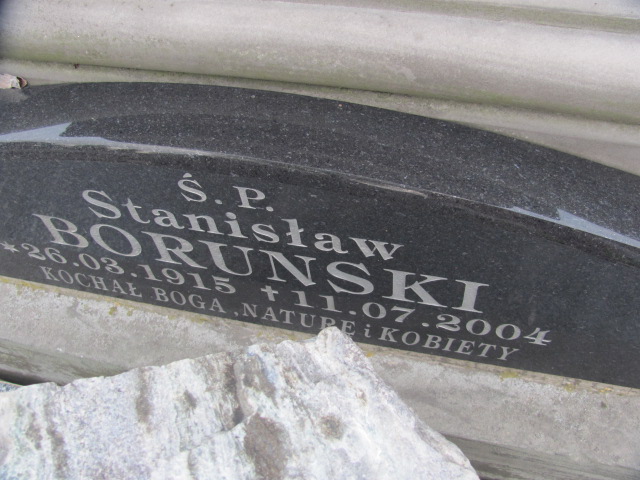 Ś.P.
Stanisław
BORUNSKI
*26.03.1915 †11.07.2004
KOCHAŁ BOGA, NATURĘ i KOBIETY